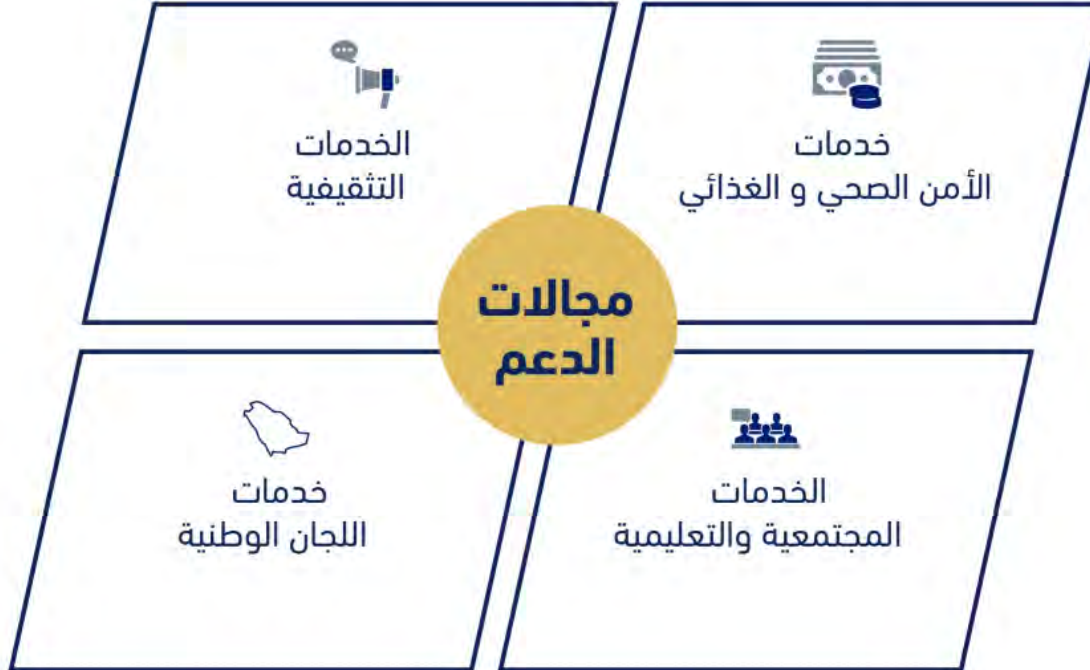 خدمات
الأمن الصحي و الغذائي
الخدمات
التثقيفية
مجالات
الدعم
الخدمات
المجتمعية والتعليمية
خدمات
اللجان الوطنية